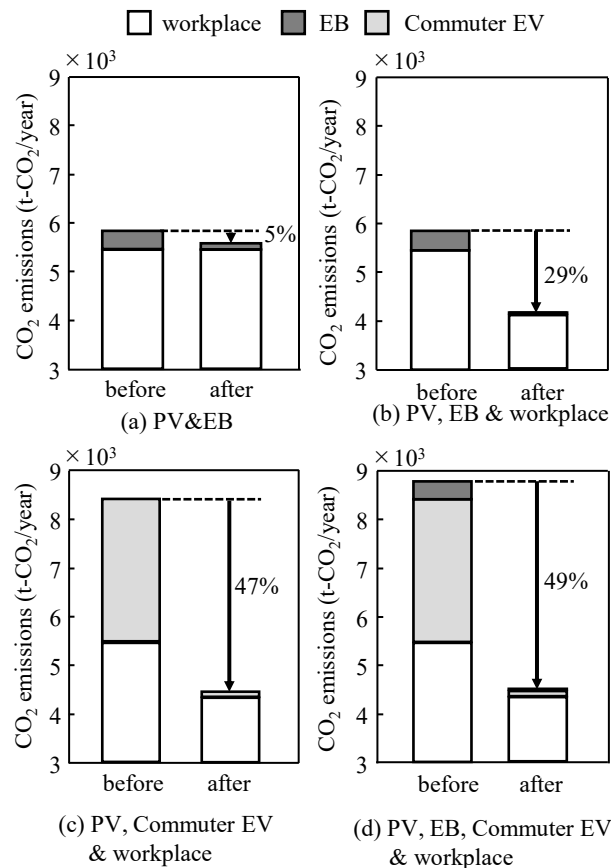 workplace EB Commuter EV
× 10³ × 10³
CO₂ emissions (t-CO₂/year)
9
8
7
6
5
4
3
5%
before after
(a) PV&EB
CO₂ emissions (t-CO₂/year)
9
8
7
6
5
4
3
29%
before after
(b) PV, EB & workplace
× 10³ × 10³
CO₂ emissions (t-CO₂/year)
9
8
7
6
5
4
3
47%
before after
(c) PV, Commuter EV
& workplace
CO₂ emissions (t-CO₂/year)
9
8
7
6
5
4
3
49%
before after
(d) PV, EB, Commuter EV
& workplace